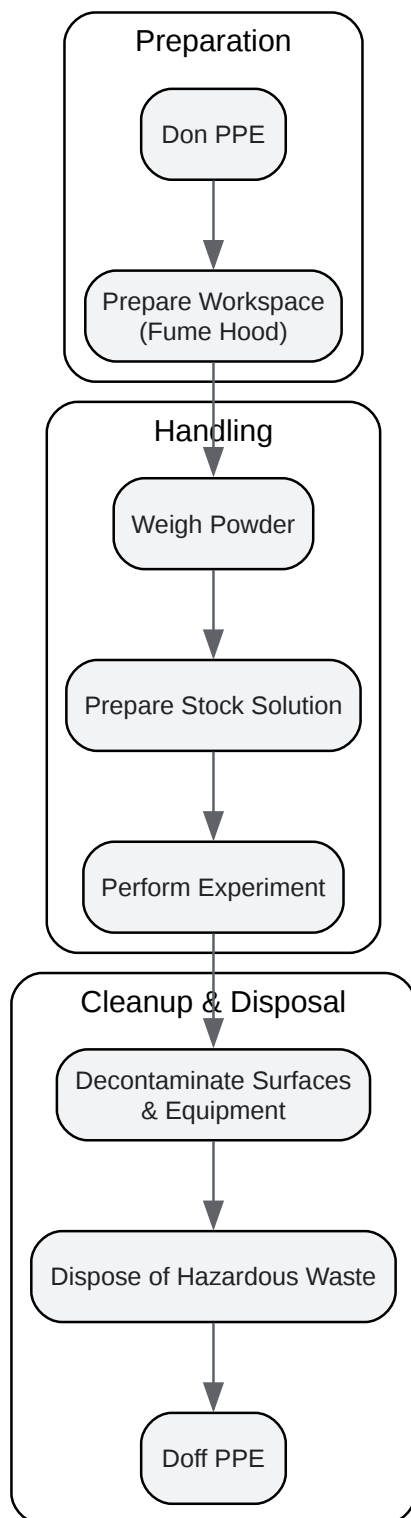 Preparation
Don PPE
Prepare Workspace
(Fume Hood)
Handling
Weigh Powder
Prepare Stock Solution
Perform Experiment
Cleanup & Disposal
Decontaminate Surfaces
& Equipment
Dispose of Hazardous Waste
Doff PPE